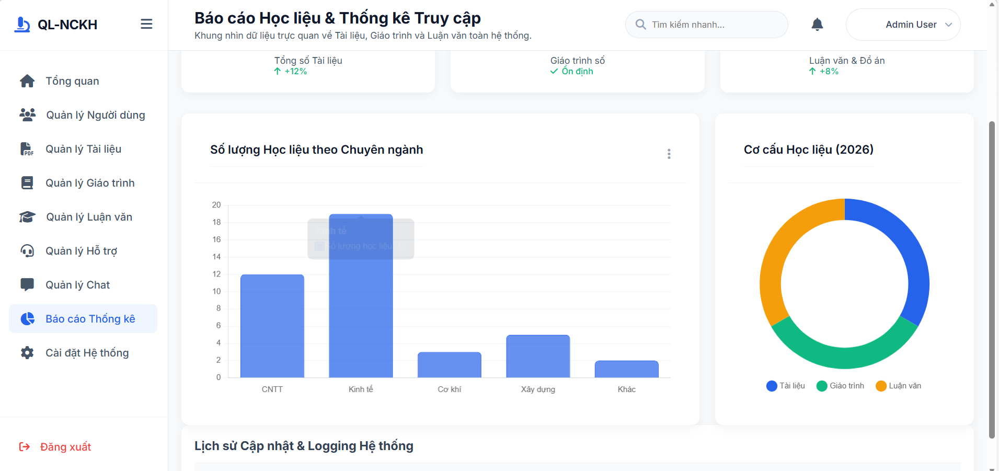 QL-NCKH
Báo cáo Học liệu & Thống kê Truy cập
Khung nhìn dữ liệu trực quan về Tài liệu, Giáo trình và Luận văn toàn hệ thống.
Tìm kiếm nhanh...
Admin User
Tổng quan
Quản lý Người dùng
PDF
Quản lý Tài liệu
Quản lý Giáo trình
Quản lý Luận văn
Quản lý Hỗ trợ
Quản lý Chat
Báo cáo Thống kê
Cài đặt Hệ thống
Đăng xuất
Tổng số Tài liệu
+12%
Giáo trình số
Ổn định
Luận văn & Đồ án
+8%
Số lượng Học liệu theo Chuyên ngành
20
18
16
14
12
10
8
6
4
2
0
Kinh tế
Số lượng học liệu
CNTT
Kinh tế
Cơ khí
Xây dựng
Khác
Cơ cấu Học liệu (2026)
Tài liệu
Giáo trình
Luận văn
Lịch sử Cập nhật & Logging Hệ thống